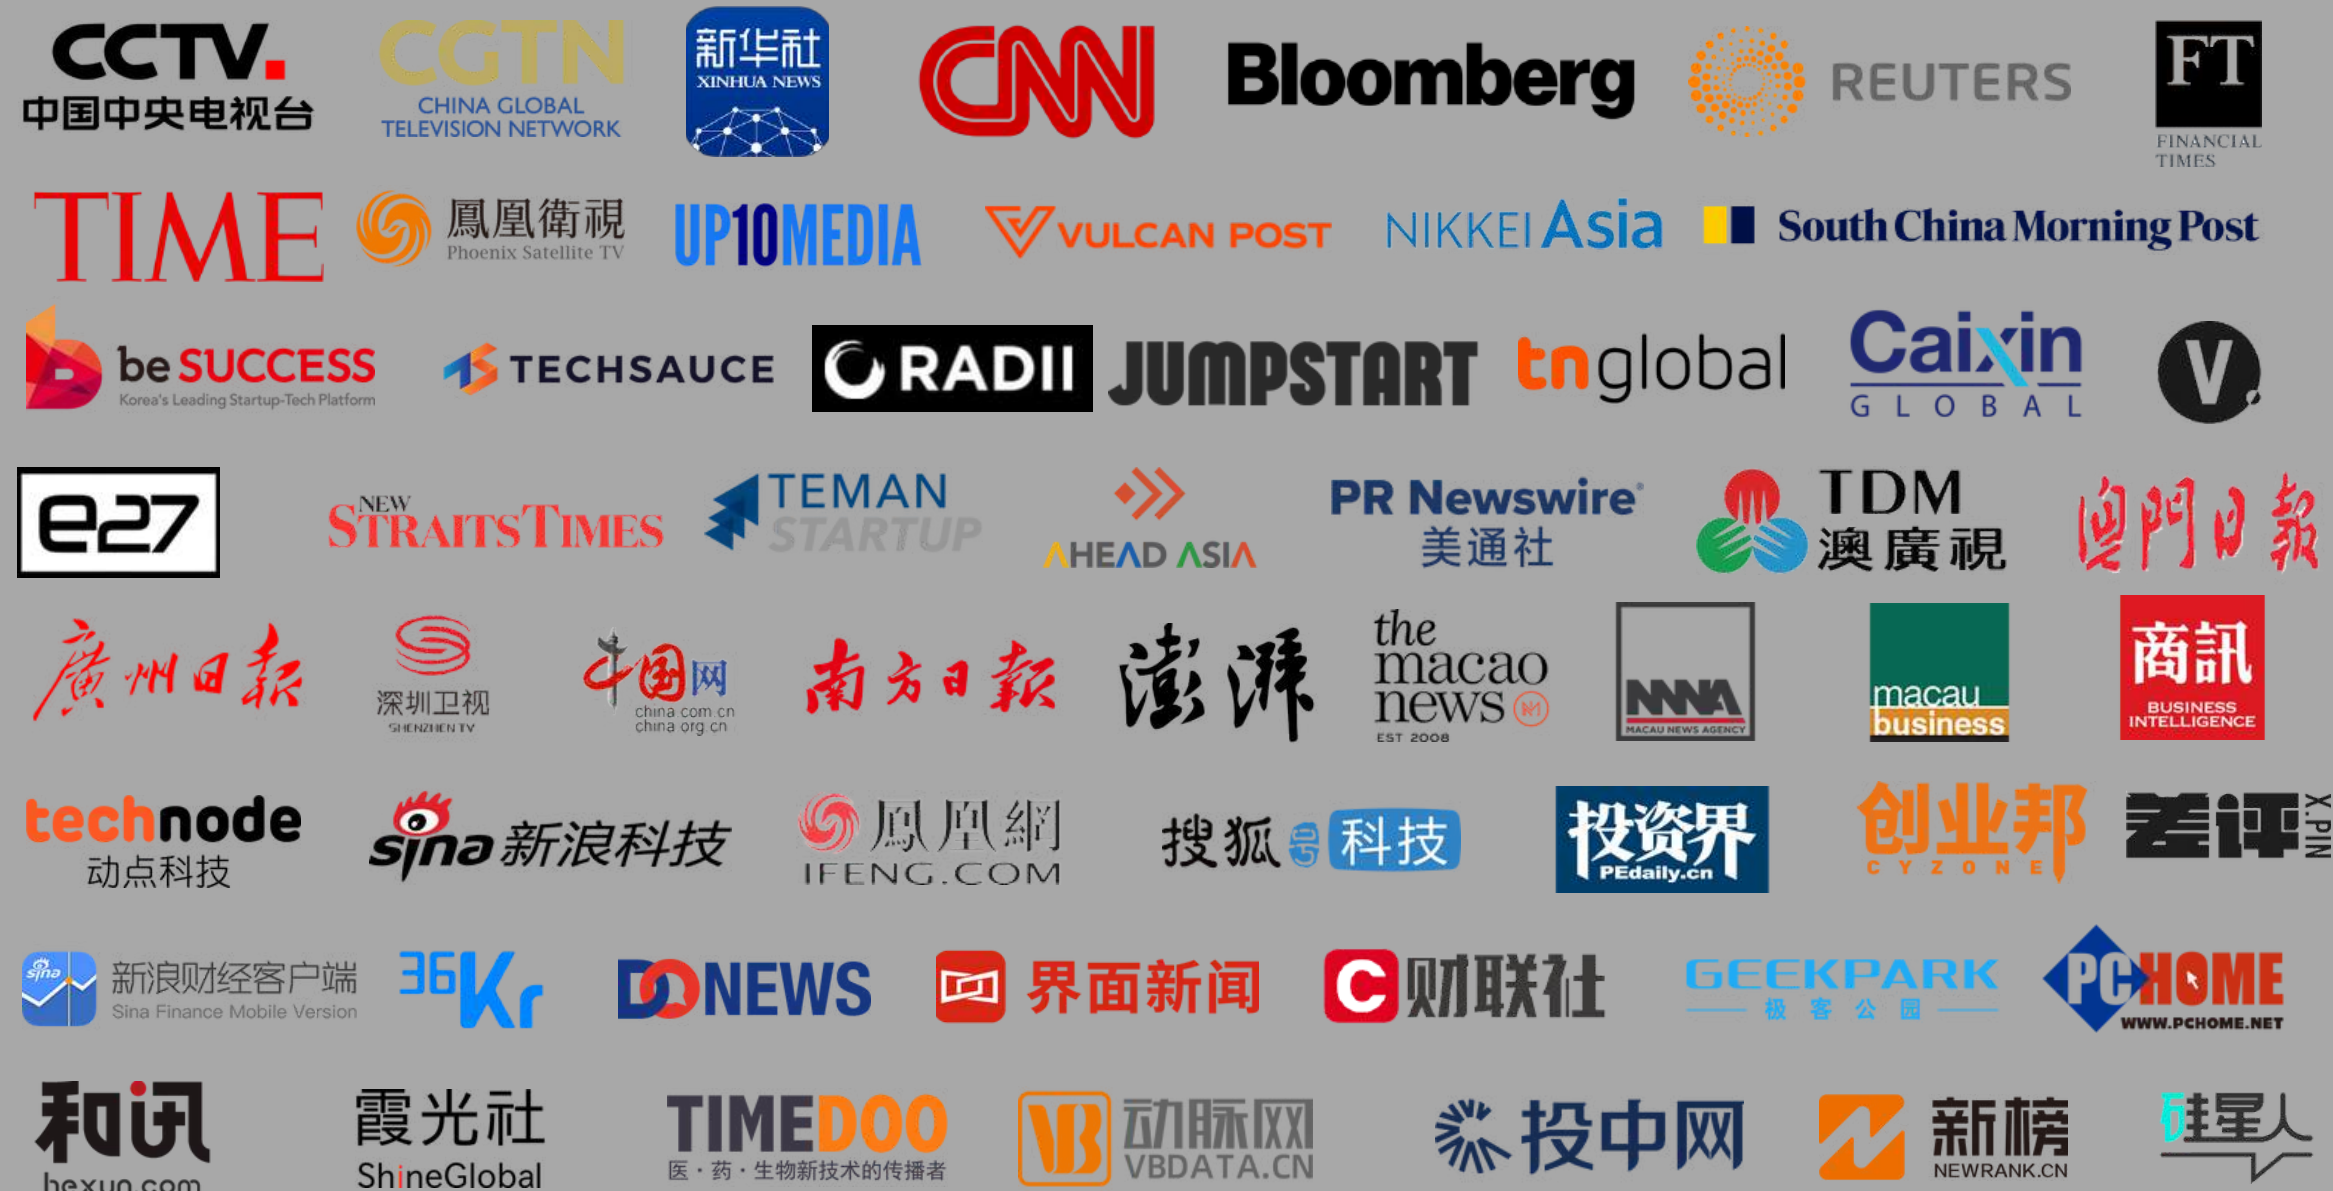 CCTV.
中国中央电视台
CGTN
CHINA GLOBAL
TELEVISION NETWORK
新华社
XINHUA NEWS
CNN
Bloomberg
REUTERS
FT
FINANCIAL
TIMES
TIME
鳳凰衛視
Phoenix Satellite TV
UP10MEDIA
VULCAN POST
NIKKEI Asia
South China Morning Post
be SUCCESS
Korea's Leading Startup-Tech Platform
TECHSAUCE
RADII
JUMPSTART
tnglobal
Caixin
GLOBAL
V.
e27
NEW
STRAITS TIMES
TEMAN
STARTUP
AHEAD ASIA
PR Newswire®
美通社
TDM
澳廣視
澳門日報
廣州日報
深圳卫视
SHENZHEN TV
中国网
china.com.cn
china.org.cn
南方日報
澎湃
the
macao
news
EST 2008
MNA
MACAU NEWS AGENCY
macau
business
商訊
BUSINESS
INTELLIGENCE
technode
动点科技
sina新浪科技
鳳凰網
IFENG.COM
搜狐号科技
投资界
PEdaily.cn
创业邦
CYZONE
差评
X.PIN
sina
新浪财经客户端
Sina Finance Mobile Version
36Kr
DONEWS
界面新闻
C财联社
GEEKPARK
极客公园
PCHOME
WWW.PCHOME.NET
和讯
hexun.com
霞光社
ShineGlobal
TIMEDOO
医·药·生物新技术的传播者
VB动脉网
VBDATA.CN
投中网
新榜
NEWRANK.CN
硅星人